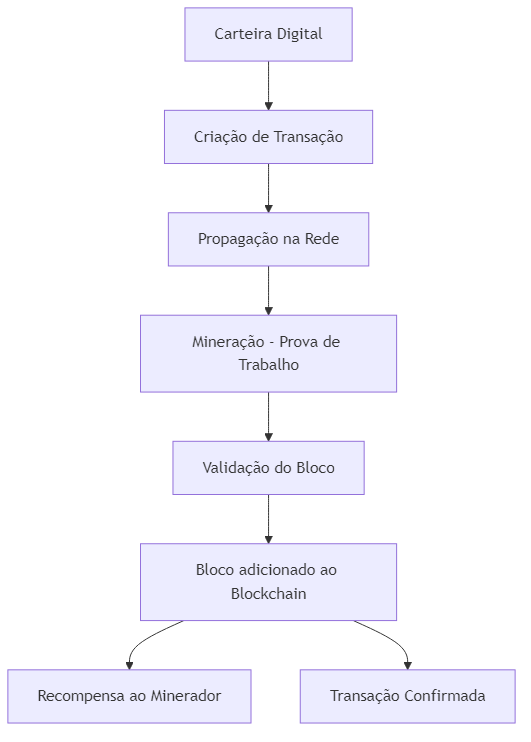 Carteira Digital
Criação de Transação
Propagação na Rede
Mineração - Prova de
Trabalho
Validação do Bloco
Bloco adicionado ao
Blockchain
Recompensa ao Minerador
Transação Confirmada